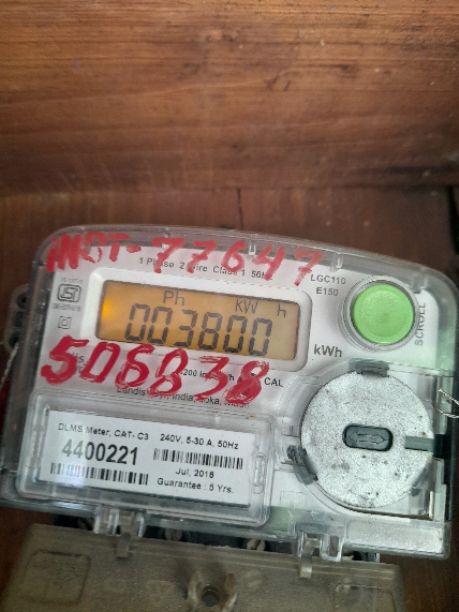 MOST-77647
1 Phase 2 Wire Class 1 50Hz
LGC110
E150
Ph kW h
003800
kWh
SCROLL
506838
CAL
DLMS Meter, CAT- C3 240V, 5-30 A, 50Hz
4400221
Jul, 2018
Guarantee : 5 Yrs.